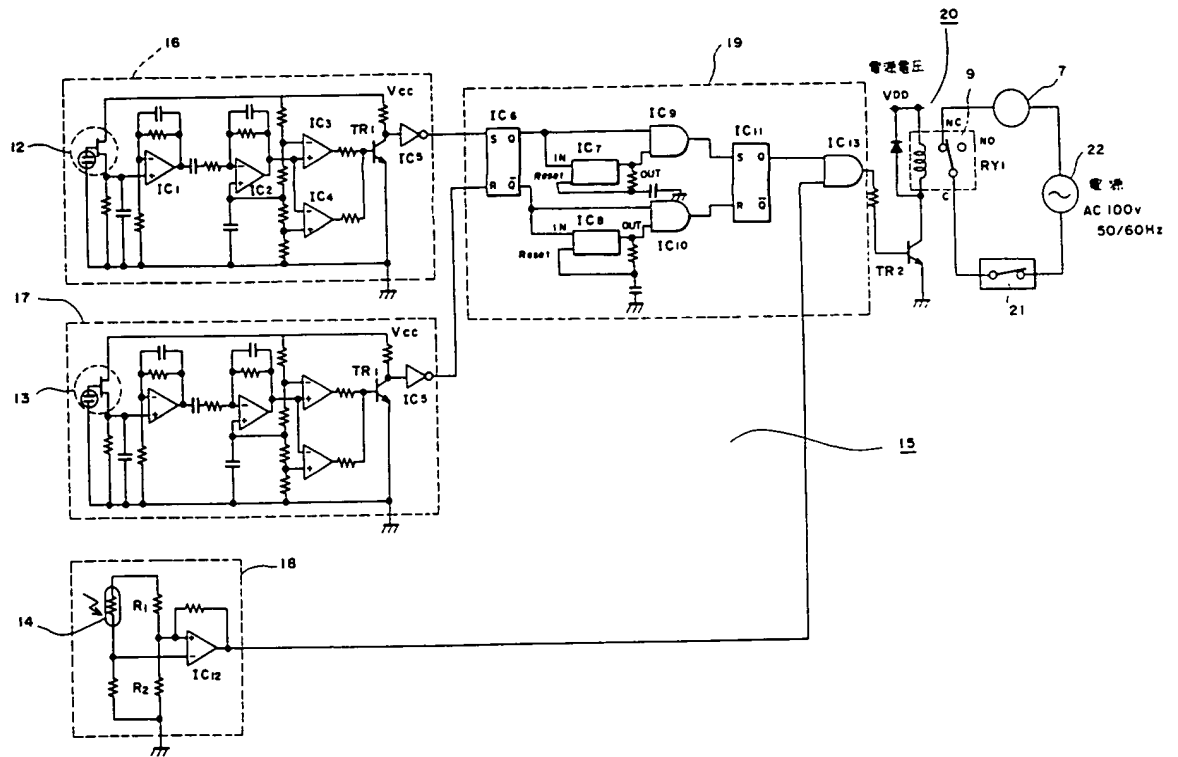 16
Vcc
12
IC1
IC2
IC3
IC4
TR1
IC5
19
IC6
S Q
R Q̅
IC7
IN
Reset
OUT
IC9
IC8
IN
Reset
OUT
IC10
IC11
S Q
R Q̅
IC13
20
電源電圧
VDD
9
NC
NO
RY1
C
7
22
電源
AC 100v
50/60Hz
TR2
21
17
Vcc
13
TR1
IC5
15
18
14
R1
R2
IC12